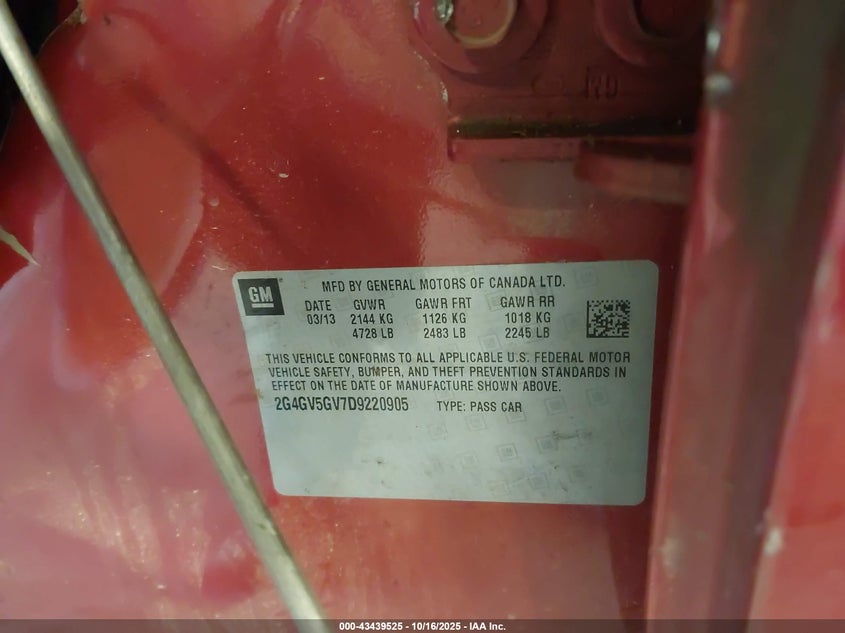 GM
MFD BY GENERAL MOTORS OF CANADA LTD.
DATE GVWR GAWR FRT GAWR RR
03/13 2144 KG 1126 KG 1018 KG
4728 LB 2483 LB 2245 LB
THIS VEHICLE CONFORMS TO ALL APPLICABLE U.S. FEDERAL MOTOR
VEHICLE SAFETY, BUMPER, AND THEFT PREVENTION STANDARDS IN
EFFECT ON THE DATE OF MANUFACTURE SHOWN ABOVE.
2G4GV5GV7D9220905 TYPE: PASS CAR
000-43439525 - 10/16/2025 - IAA Inc.